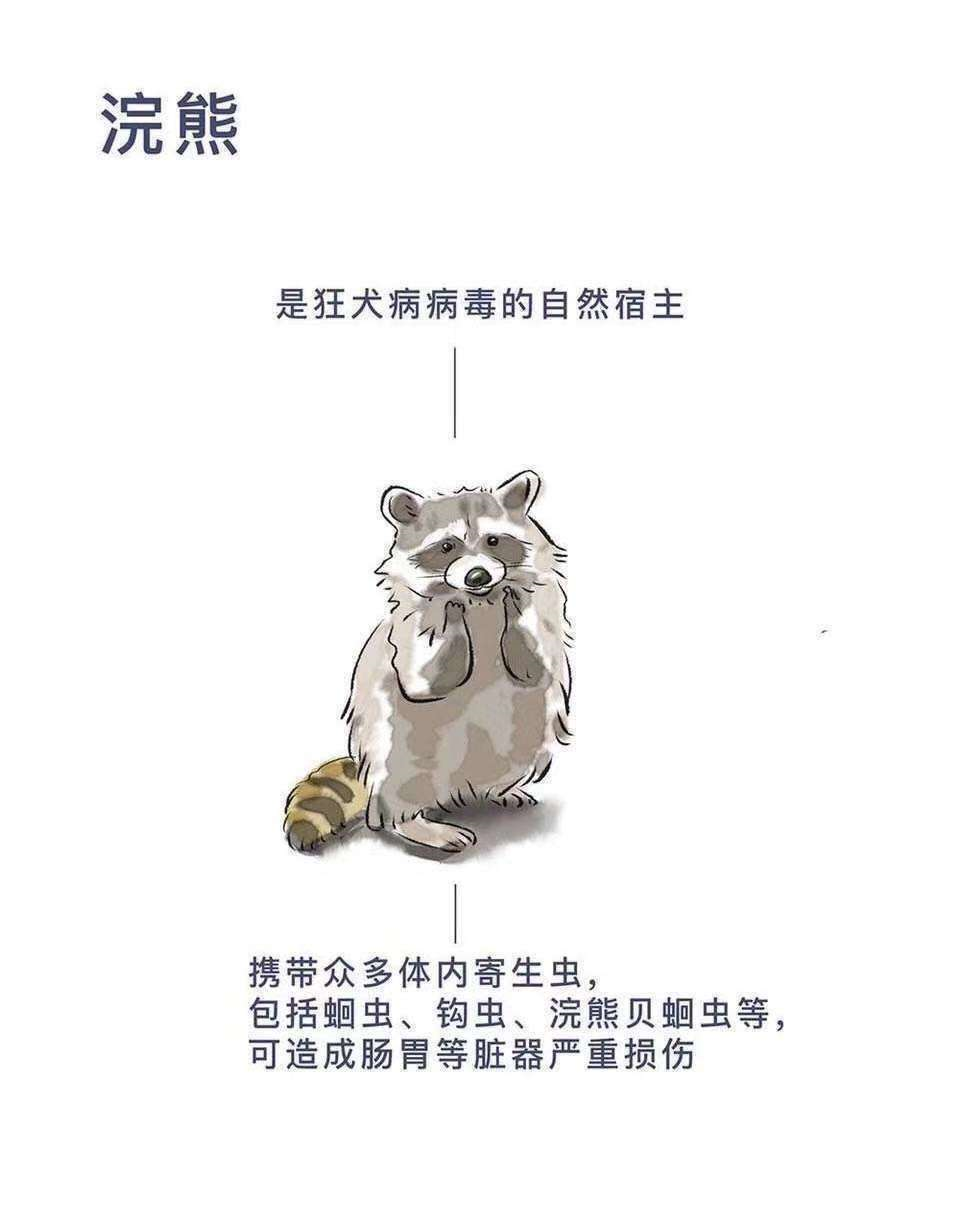 浣熊
是狂犬病病毒的自然宿主
携带众多体内寄生虫，
包括蛔虫、钩虫、浣熊贝蛔虫等，
可造成肠胃等脏器严重损伤